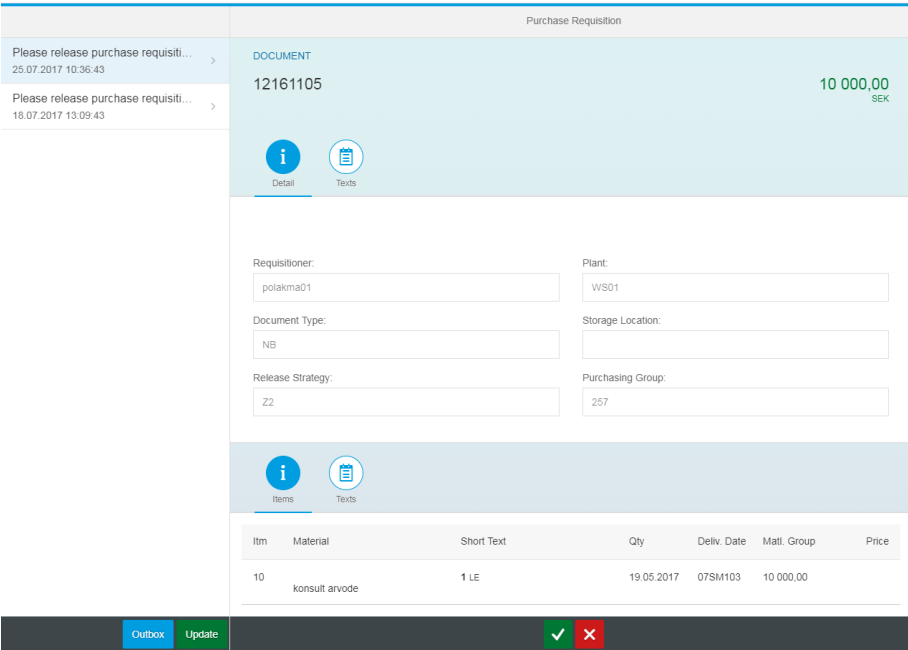 Purchase Requisition
Please release purchase requisiti...
25.07.2017 10:36:43
Please release purchase requisiti...
18.07.2017 13:09:43
DOCUMENT
12161105
10 000,00
SEK
Detail
Texts
Requisitioner:
polakma01
Plant:
WS01
Document Type:
NB
Storage Location:
Release Strategy:
Z2
Purchasing Group:
257
Items
Texts
Itm Material Short Text Qty Deliv. Date Matl. Group Price
10 1 LE 19.05.2017 07SM103 10 000,00
konsult arvode
Outbox Update